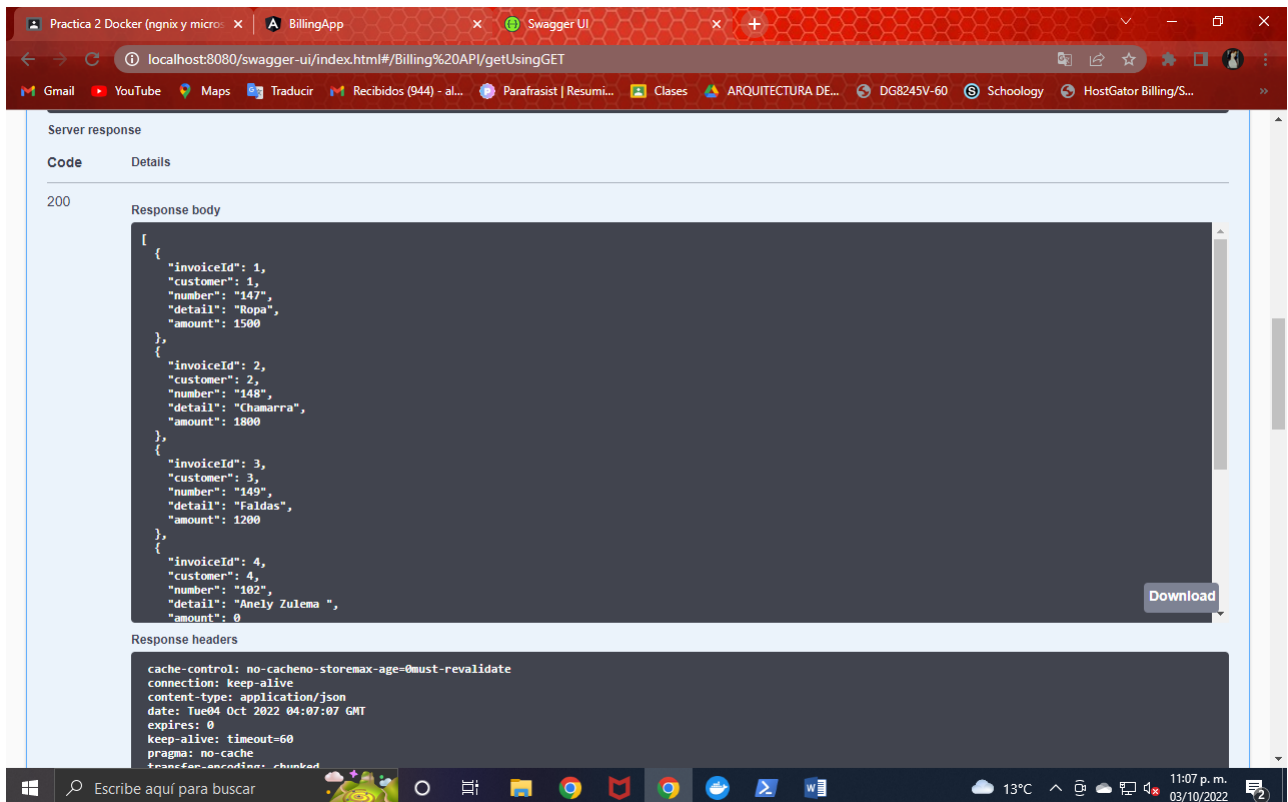 Practica 2 Docker (ngnix y micros
BillingApp
Swagger UI
localhost:8080/swagger-ui/index.html#/Billing%20API/getUsingGET
Gmail
YouTube
Maps
Traducir
Recibidos (944) - al...
Parafrasist | Resumi...
Clases
ARQUITECTURA DE...
DG8245V-60
Schoology
HostGator Billing/S...
»
Server response
Code Details
200
Response body
[
{
"invoiceId": 1,
"customer": 1,
"number": "147",
"detail": "Ropa",
"amount": 1500
},
{
"invoiceId": 2,
"customer": 2,
"number": "148",
"detail": "Chamarra",
"amount": 1800
},
{
"invoiceId": 3,
"customer": 3,
"number": "149",
"detail": "Faldas",
"amount": 1200
},
{
"invoiceId": 4,
"customer": 4,
"number": "102",
"detail": "Anely Zulema ",
"amount": 0
Download
Response headers
cache-control: no-cacheno-storemax-age=0must-revalidate
connection: keep-alive
content-type: application/json
date: Tue04 Oct 2022 04:07:07 GMT
expires: 0
keep-alive: timeout=60
pragma: no-cache
transfer-encoding: chunked
Escribe aquí para buscar
13°C
11:07 p. m.
03/10/2022
2